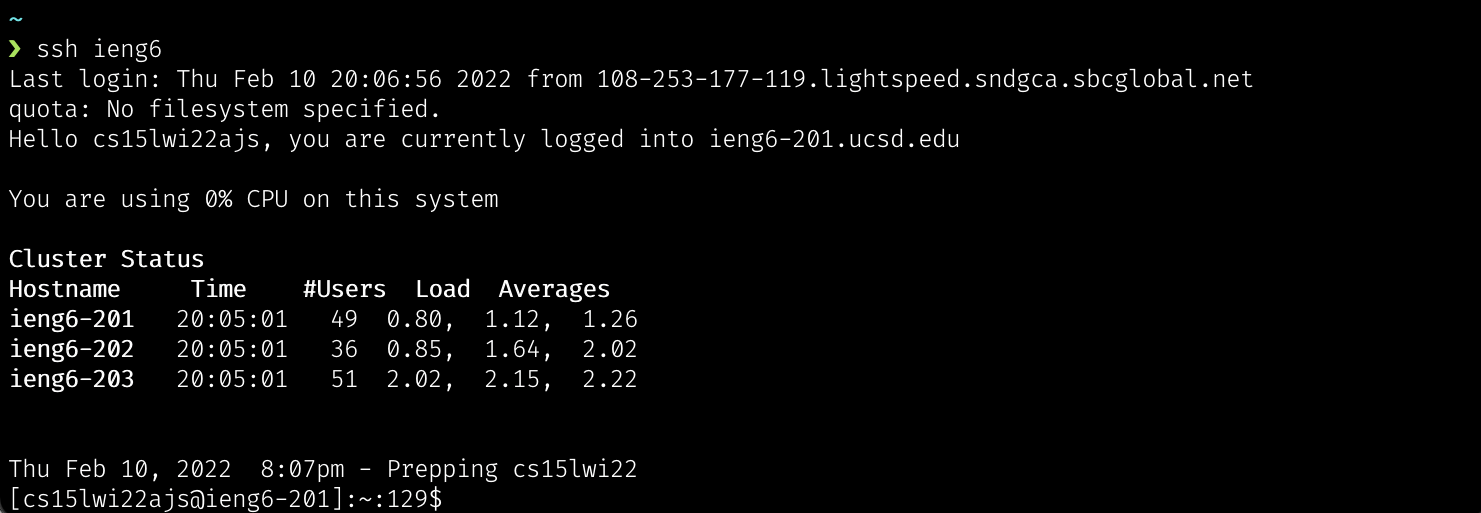 ~
❯ ssh ieng6
Last login: Thu Feb 10 20:06:56 2022 from 108-253-177-119.lightspeed.sndgca.sbcglobal.net
quota: No filesystem specified.
Hello cs15lwi22ajs, you are currently logged into ieng6-201.ucsd.edu
You are using 0% CPU on this system
Cluster Status
Hostname     Time    #Users  Load  Averages
ieng6-201   20:05:01   49  0.80,  1.12,  1.26
ieng6-202   20:05:01   36  0.85,  1.64,  2.02
ieng6-203   20:05:01   51  2.02,  2.15,  2.22
Thu Feb 10, 2022  8:07pm - Prepping cs15lwi22
[cs15lwi22ajs@ieng6-201]:~:129$